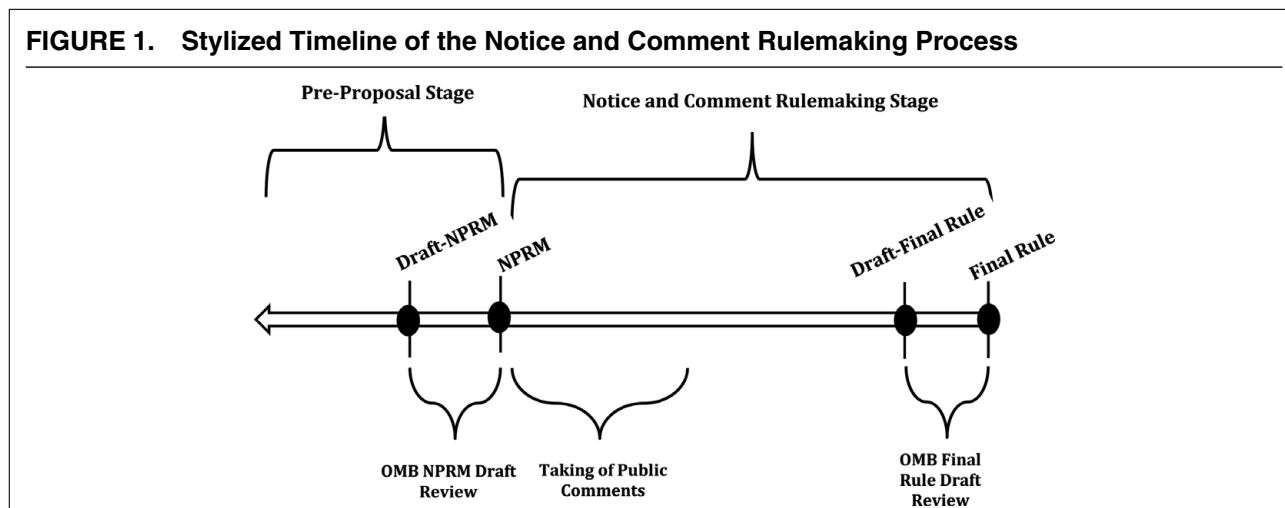 FIGURE 1. Stylized Timeline of the Notice and Comment Rulemaking Process
Pre-Proposal Stage
Notice and Comment Rulemaking Stage
Draft-NPRM
NPRM
Draft-Final Rule
Final Rule
OMB NPRM Draft
Review
Taking of Public
Comments
OMB Final
Rule Draft
Review